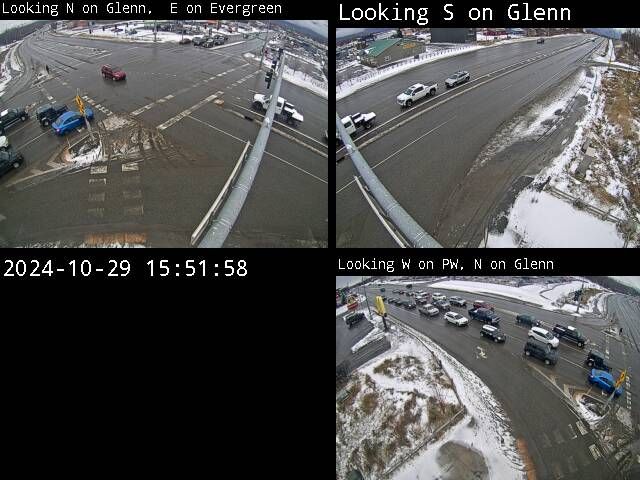 Looking N on Glenn,  E on Evergreen
Looking S on Glenn
2024-10-29 15:51:58
Looking W on PW, N on Glenn